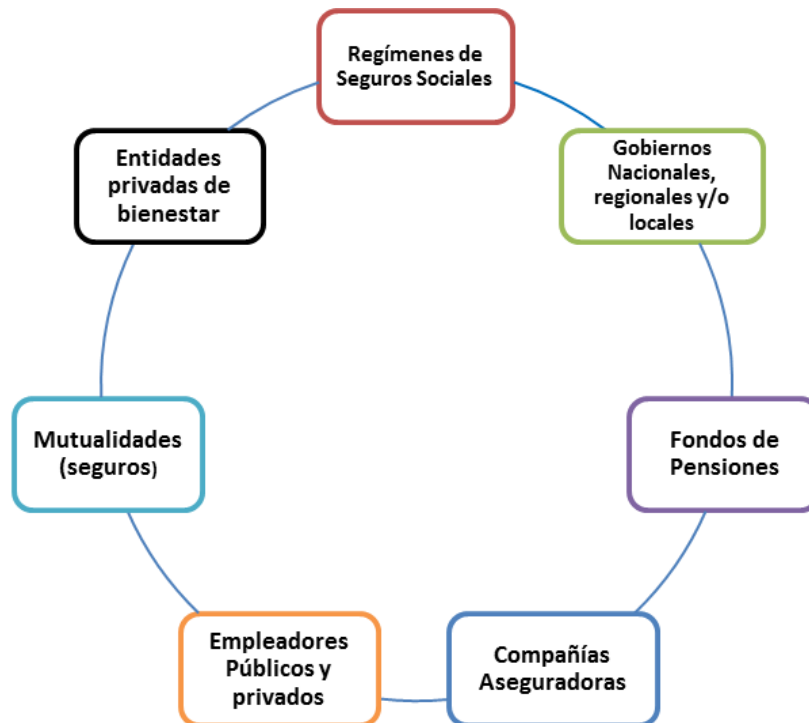 Regímenes de
Seguros Sociales
Gobiernos
Nacionales,
regionales y/o
locales
Fondos de
Pensiones
Compañías
Aseguradoras
Empleadores
Públicos y
privados
Mutualidades
(seguros)
Entidades
privadas de
bienestar